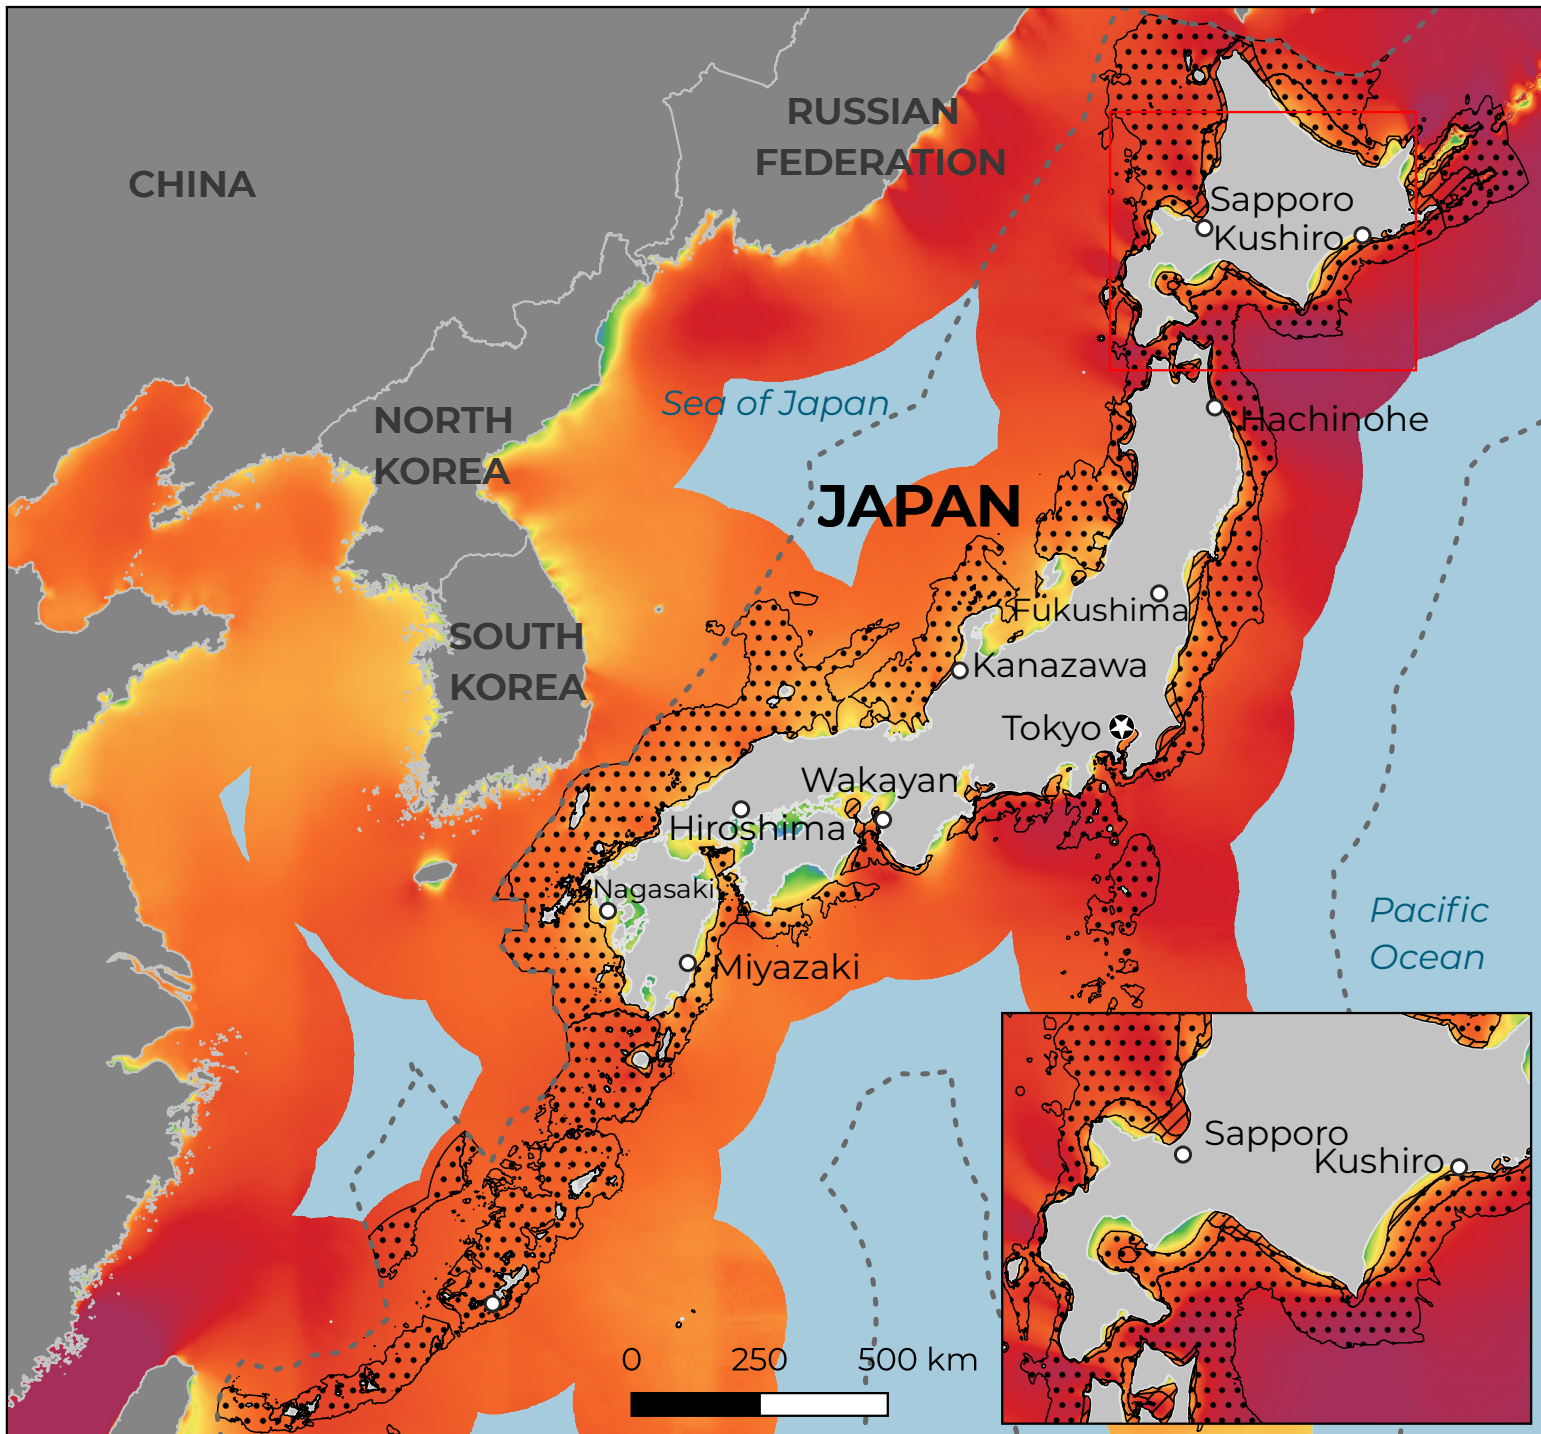 RUSSIAN
FEDERATION
CHINA
Sapporo
Kushiro
Sea of Japan
NORTH
KOREA
Hachinohe
JAPAN
Fukushima
SOUTH
KOREA
Kanazawa
Tokyo
Wakayan
Hiroshima
Nagasaki
Pacific
Ocean
Miyazaki
Sapporo
Kushiro
0 250 500 km